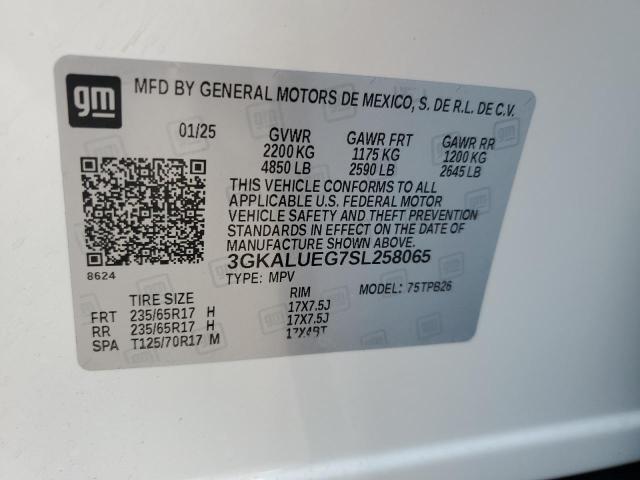 gm
MFD BY GENERAL MOTORS DE MEXICO, S. DE R.L. DE C.V.
01/25 GVWR GAWR FRT GAWR RR
2200 KG 1175 KG 1200 KG
4850 LB 2590 LB 2645 LB
THIS VEHICLE CONFORMS TO ALL
APPLICABLE U.S. FEDERAL MOTOR
VEHICLE SAFETY AND THEFT PREVENTION
STANDARDS IN EFFECT ON THE DATE OF
MANUFACTURE SHOWN ABOVE.
3GKALUEG7SL258065
8624 TYPE: MPV MODEL: 75TPB26
TIRE SIZE RIM
FRT 235/65R17 H 17X7.5J
RR 235/65R17 H 17X7.5J
SPA T125/70R17 M 17X4BT